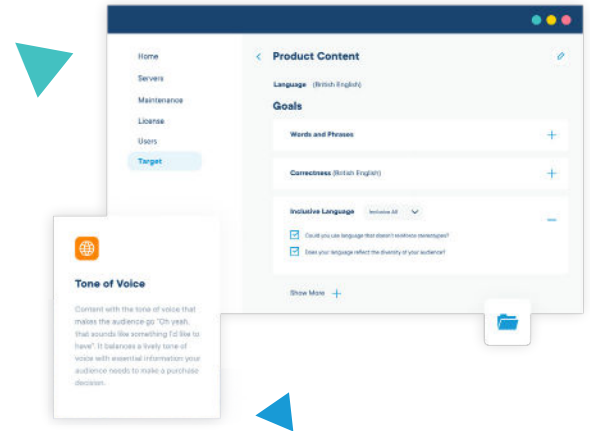 Home
Servers
Maintenance
License
Users
Target
Product Content
Language (British English)
Goals
Words and Phrases
Correctness (British English)
Inclusive Language Inclusive All
Could you use language that doesn't reinforce stereotypes?
Does your language reflect the diversity of your audience?
Show More
Tone of Voice
Content with the tone of voice that
makes the audience go "Oh yeah,
that sounds like something I'd like to
have". It balances a lively tone of
voice with essential information your
audience needs to make a purchase
decision.